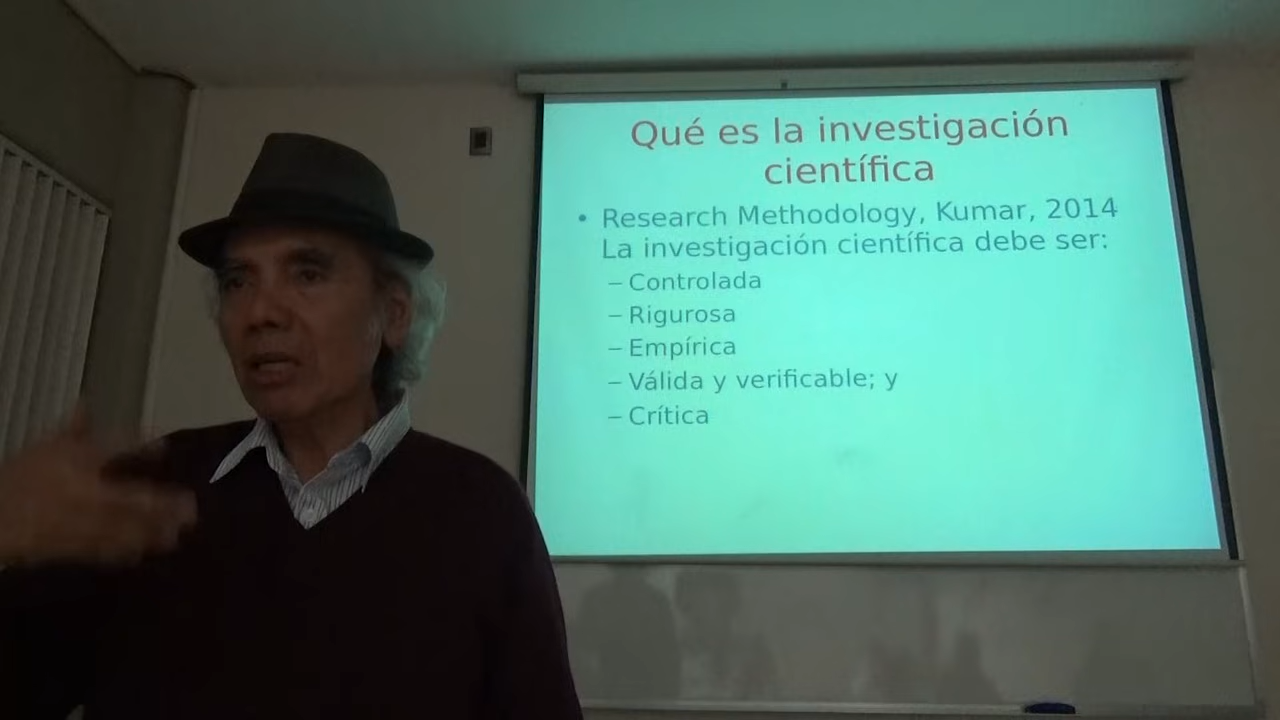 Qué es la investigación
científica
• Research Methodology, Kumar, 2014
La investigación científica debe ser:
– Controlada
– Rigurosa
– Empírica
– Válida y verificable; y
– Crítica